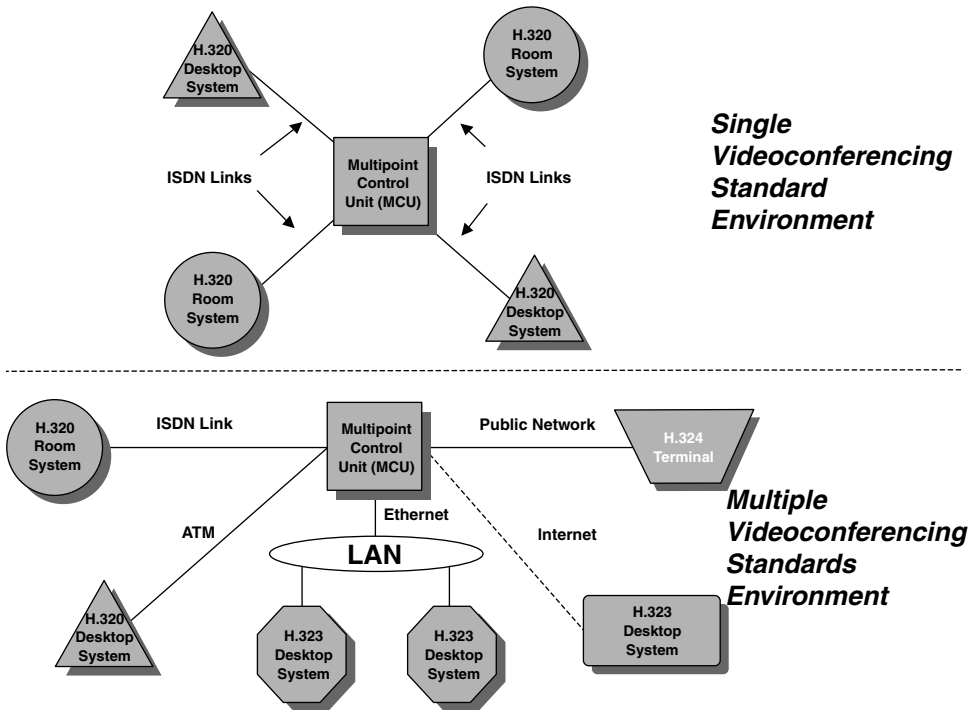 H.320
Desktop
System
H.320
Room
System
ISDN Links
Multipoint
Control
Unit (MCU)
ISDN Links
H.320
Room
System
H.320
Desktop
System
Single
Videoconferencing
Standard
Environment
H.320
Room
System
ISDN Link
Multipoint
Control
Unit (MCU)
Public Network
H.324
Terminal
ATM
Ethernet
Internet
LAN
H.320
Desktop
System
H.323
Desktop
System
H.323
Desktop
System
H.323
Desktop
System
Multiple
Videoconferencing
Standards
Environment